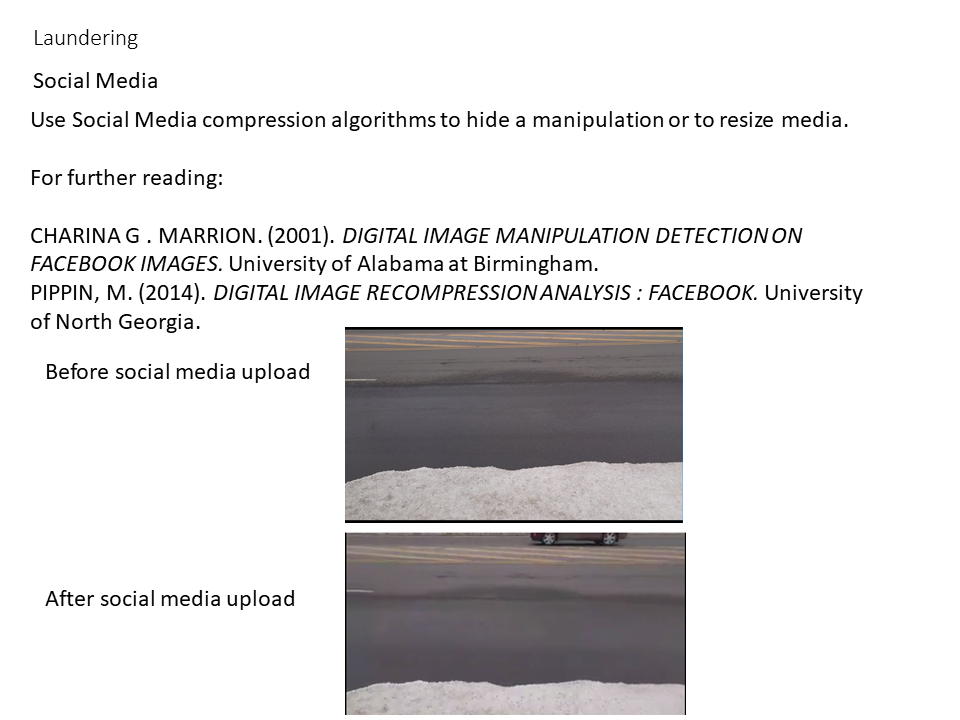 Laundering
Social Media
Use Social Media compression algorithms to hide a manipulation or to resize media.
For further reading:
CHARINA G . MARRION. (2001). DIGITAL IMAGE MANIPULATION DETECTION ON
FACEBOOK IMAGES. University of Alabama at Birmingham.
PIPPIN, M. (2014). DIGITAL IMAGE RECOMPRESSION ANALYSIS : FACEBOOK. University
of North Georgia.
Before social media upload
After social media upload